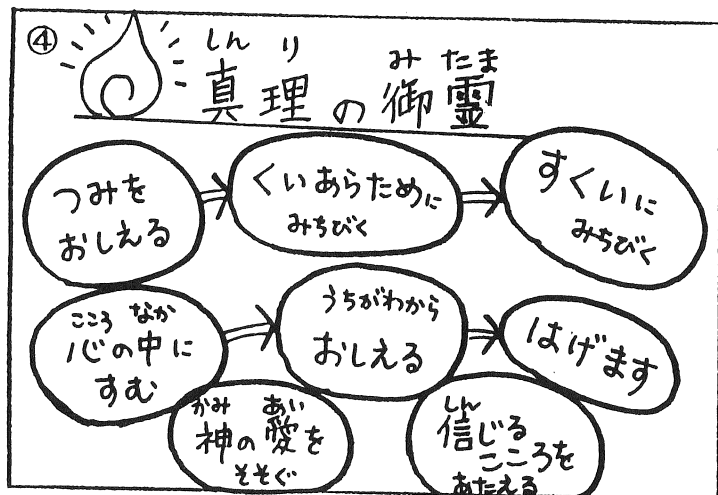 ④
しんり みたま
真理の御霊
つみを
おしえる
くいあらために
みちびく
すくいに
みちびく
こころ なか
心の中に
すむ
うちがわから
おしえる
はげます
かみ あい
神の愛を
そそぐ
しん
信じる
こころを
あたえる